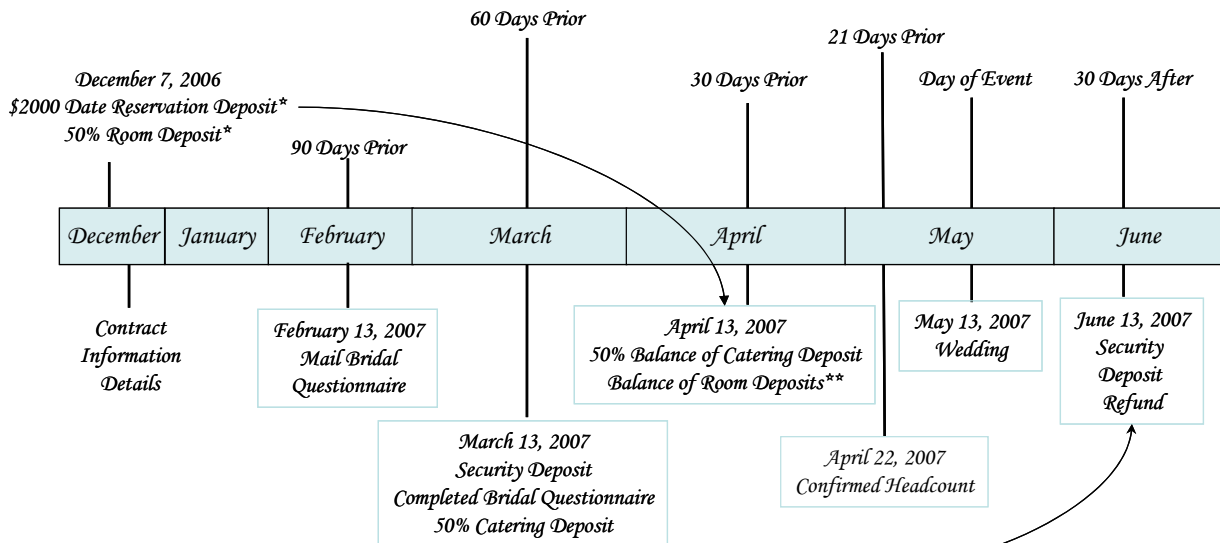 60 Days Prior
21 Days Prior
December 7, 2006
$2000 Date Reservation Deposit*
50% Room Deposit*
30 Days Prior
Day of Event
30 Days After
90 Days Prior
December
January
February
March
April
May
June
Contract
Information
Details
February 13, 2007
Mail Bridal
Questionnaire
March 13, 2007
Security Deposit
Completed Bridal Questionnaire
50% Catering Deposit
April 13, 2007
50% Balance of Catering Deposit
Balance of Room Deposits**
April 22, 2007
Confirmed Headcount
May 13, 2007
Wedding
June 13, 2007
Security
Deposit
Refund